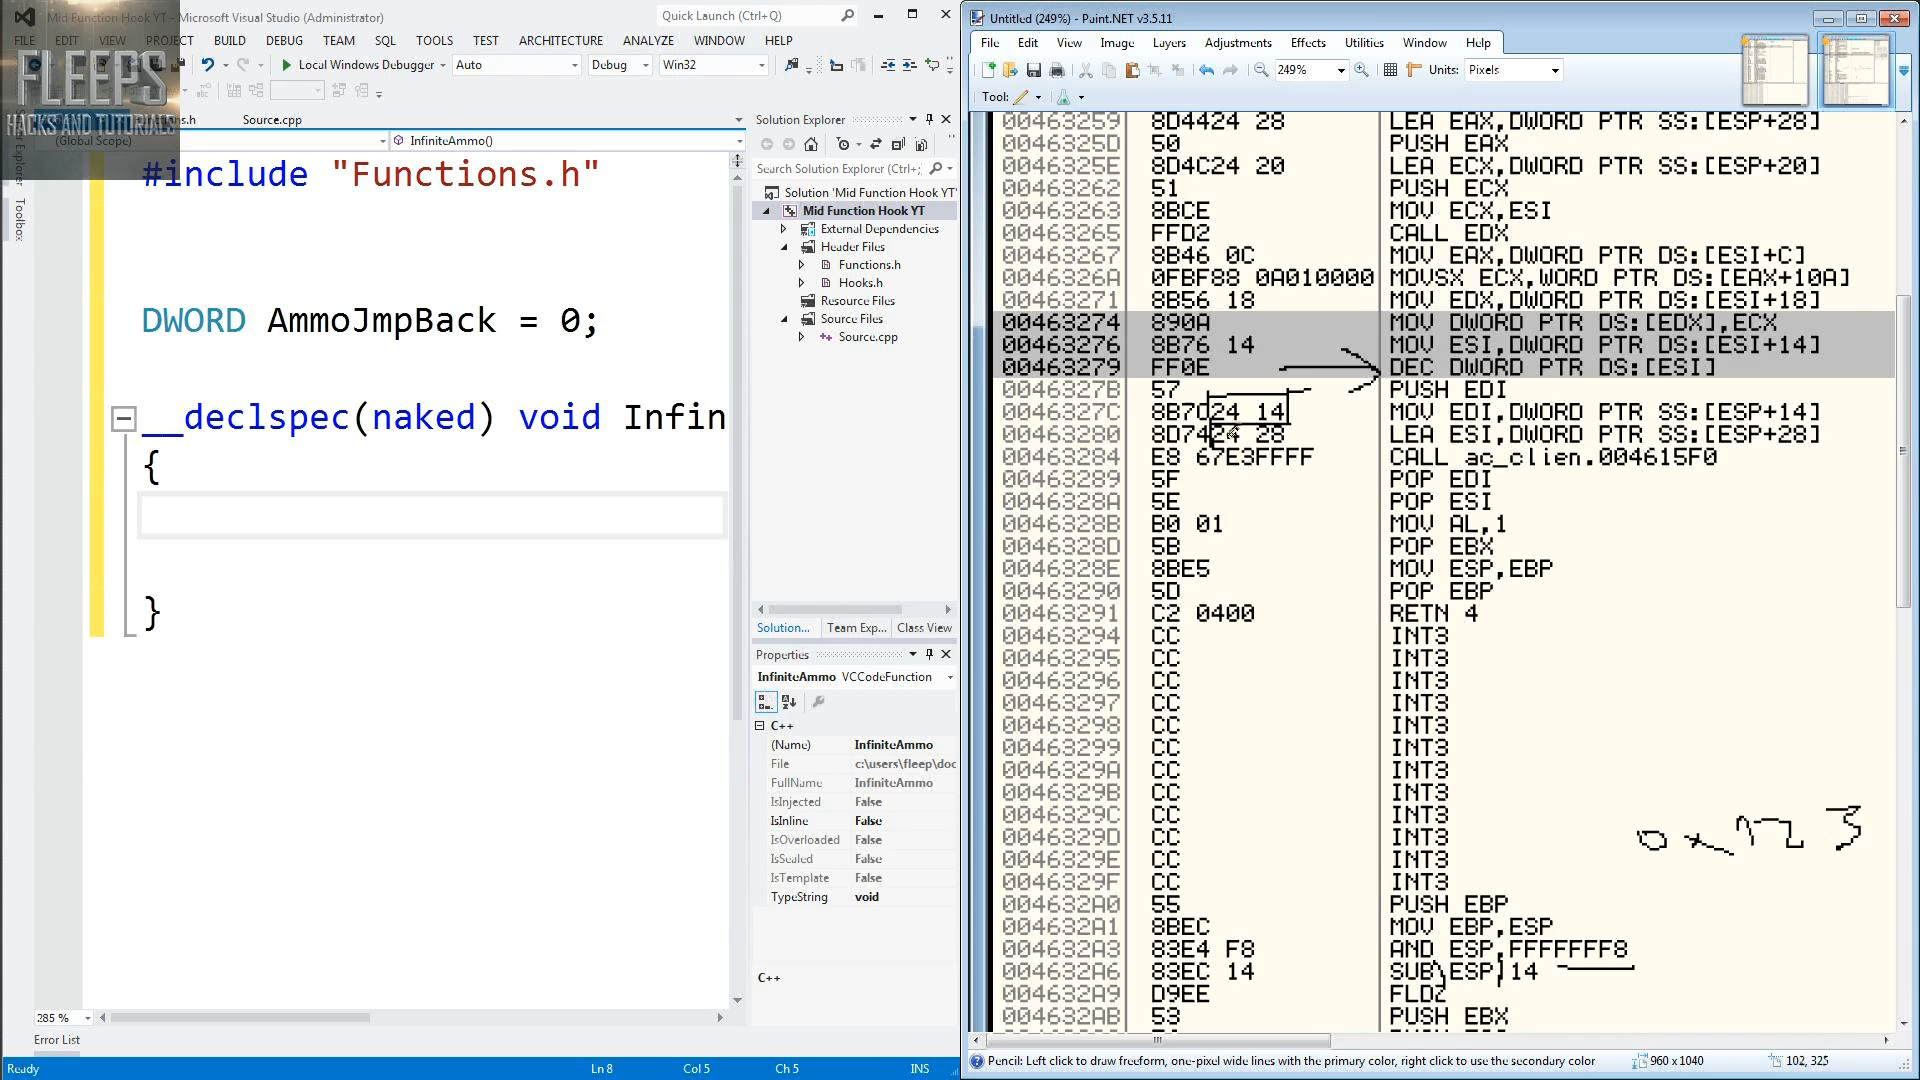 Mid Function Hook YT - Microsoft Visual Studio (Administrator)
Quick Launch (Ctrl+Q)
FILE EDIT VIEW PROJECT BUILD DEBUG TEAM SQL TOOLS TEST ARCHITECTURE ANALYZE WINDOW HELP
Local Windows Debugger Auto Debug Win32
FLEEPS
HACKS AND TUTORIALS
Source.cpp
(Global Scope)
InfiniteAmmo()
Toolbox
#include "Functions.h"
DWORD AmmoJmpBack = 0;
__declspec(naked) void Infin
{
}
285 %
Error List
Ready
Ln 8 Col 5 Ch 5 INS
Solution Explorer
Search Solution Explorer (Ctrl+;
Solution 'Mid Function Hook YT'
Mid Function Hook YT
External Dependencies
Header Files
Functions.h
Hooks.h
Resource Files
Source Files
Source.cpp
Solution... Team Exp... Class View
Properties
InfiniteAmmo VCCodeFunction
C++
(Name) InfiniteAmmo
File c:\users\fleep\doc
FullName InfiniteAmmo
IsInjected False
IsInline False
IsOverloaded False
IsSealed False
IsTemplate False
TypeString void
C++
Untitled (249%) - Paint.NET v3.5.11
File Edit View Image Layers Adjustments Effects Utilities Window Help
249% Units: Pixels
Tool:
00463259 8D4424 28 LEA EAX,DWORD PTR SS:[ESP+28]
0046325D 50 PUSH EAX
0046325E 8D4C24 20 LEA ECX,DWORD PTR SS:[ESP+20]
00463262 51 PUSH ECX
00463263 8BCE MOV ECX,ESI
00463265 FFD2 CALL EDX
00463267 8B46 0C MOV EAX,DWORD PTR DS:[ESI+C]
0046326A 0FBF88 0A010000 MOVSX ECX,WORD PTR DS:[EAX+10A]
00463271 8B56 18 MOV EDX,DWORD PTR DS:[ESI+18]
00463274 890A MOV DWORD PTR DS:[EDX],ECX
00463276 8B76 14 MOV ESI,DWORD PTR DS:[ESI+14]
00463279 FF0E DEC DWORD PTR DS:[ESI]
0046327B 57 PUSH EDI
0046327C 8B7C24 14 MOV EDI,DWORD PTR SS:[ESP+14]
00463280 8D7424 28 LEA ESI,DWORD PTR SS:[ESP+28]
00463284 E8 67E3FFFF CALL ac_clien.004615F0
00463289 5F POP EDI
0046328A 5E POP ESI
0046328B B0 01 MOV AL,1
0046328D 5B POP EBX
0046328E 8BE5 MOV ESP,EBP
00463290 5D POP EBP
00463291 C2 0400 RETN 4
00463294 CC INT3
00463295 CC INT3
00463296 CC INT3
00463297 CC INT3
00463298 CC INT3
00463299 CC INT3
0046329A CC INT3
0046329B CC INT3
0046329C CC INT3
0046329D CC INT3
0046329E CC INT3
0046329F CC INT3
004632A0 55 PUSH EBP
004632A1 8BEC MOV EBP,ESP
004632A3 83E4 F8 AND ESP,FFFFFFF8
004632A6 83EC 14 SUB ESP,14
004632A9 D9EE FLDZ
004632AB 53 PUSH EBX
Pencil: Left click to draw freeform, one-pixel wide lines with the primary color, right click to use the secondary color
960 x 1040
102, 325